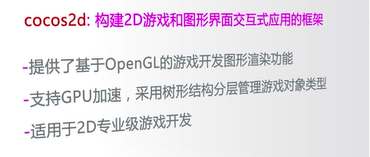 cocos2d: 构建2D游戏和图形界面交互式应用的框架
-提供了基于OpenGL的游戏开发图形渲染功能
-支持GPU加速，采用树形结构分层管理游戏对象类型
-适用于2D专业级游戏开发